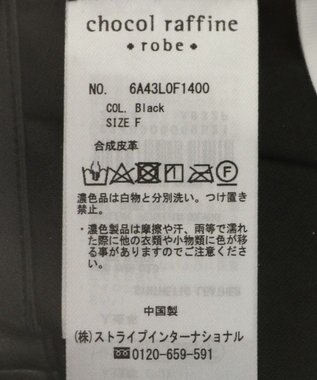 chocol raffine
• robe •
NO. 6A43L0F1400
COL. Black
SIZE F
合成皮革
濃色品は白物と分別洗い。つけ置き
禁止。
・濃色製品は摩擦や汗、雨等で濡れ
た際に他の衣類や小物類に色が移
る事がありますのでご注意くださ
い。
中国製
(株)ストライプインターナショナル
0120-659-591